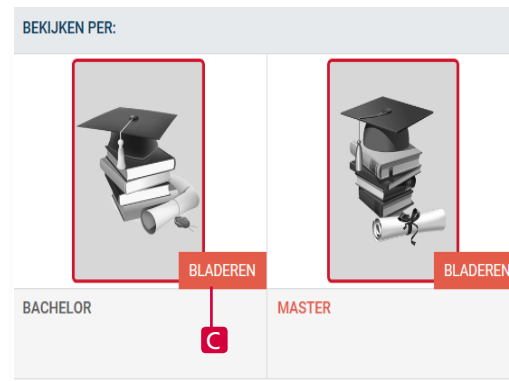 BEKIJKEN PER:
BLADEREN
BLADEREN
BACHELOR
MASTER
C